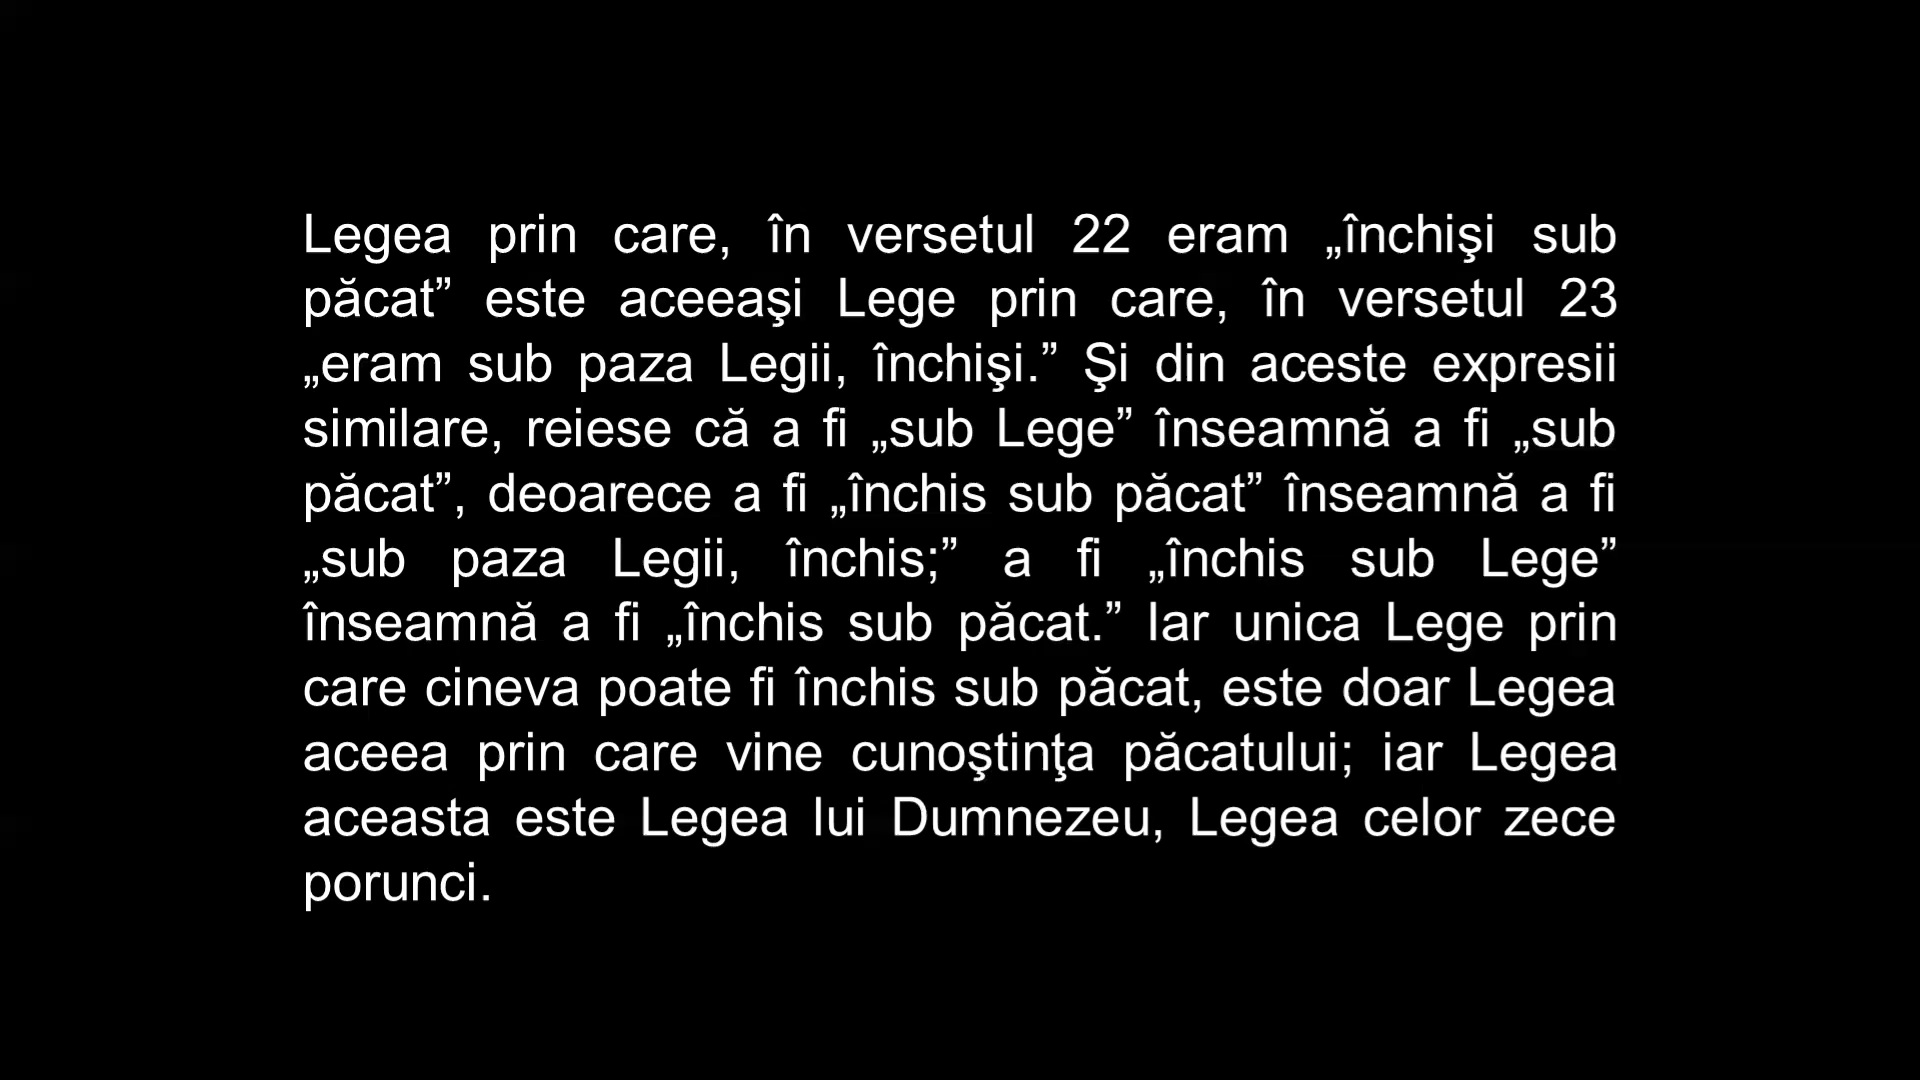 Legea prin care, în versetul 22 eram „închişi sub
păcat” este aceeaşi Lege prin care, în versetul 23
„eram sub paza Legii, închişi.” Şi din aceste expresii
similare, reiese că a fi „sub Lege” înseamnă a fi „sub
păcat”, deoarece a fi „închis sub păcat” înseamnă a fi
„sub paza Legii, închis;” a fi „închis sub Lege”
înseamnă a fi „închis sub păcat.” Iar unica Lege prin
care cineva poate fi închis sub păcat, este doar Legea
aceea prin care vine cunoştinţa păcatului; iar Legea
aceasta este Legea lui Dumnezeu, Legea celor zece
porunci.